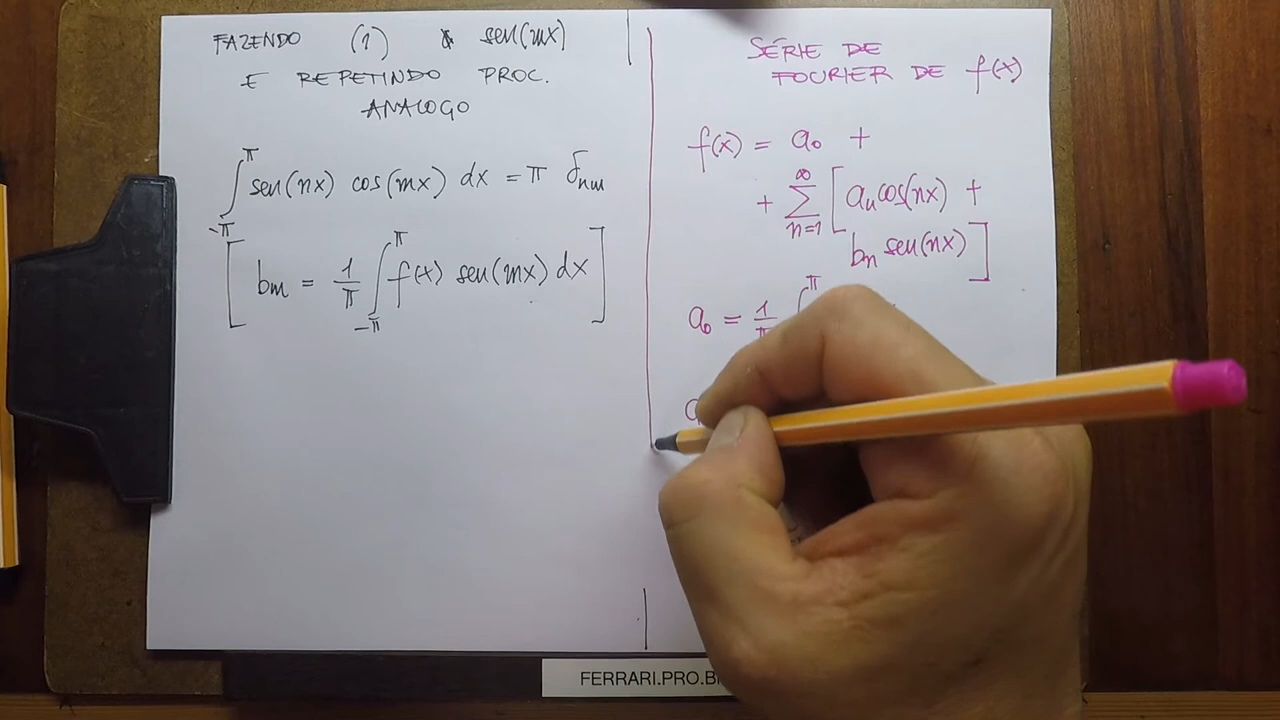 FAZENDO (1) * sen(mx)
E REPETINDO PROC.
ANALOGO
∫_{-π}^{π} sen(nx) cos(mx) dx = π δ_{nm}
[ b_m = 1/π ∫_{-π}^{π} f(x) sen(mx) dx ]
SÉRIE DE
FOURIER DE f(x)
f(x) = a_0 +
+ ∑_{n=1}^{∞} [ a_n cos(nx) +
b_n sen(nx) ]
a_0 = 1/π ∫^{π}
FERRARI.PRO.B